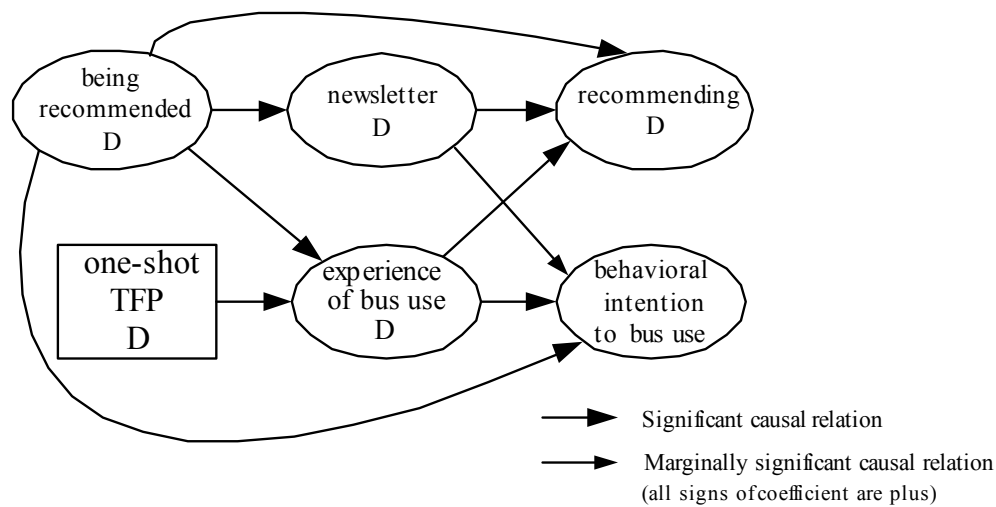 being
recommended
D
newsletter
D
recommending
D
one-shot
TFP
D
experience
of bus use
D
behavioral
intention
to bus use
Significant causal relation
Marginally significant causal relation
(all signs ofcoefficient are plus)